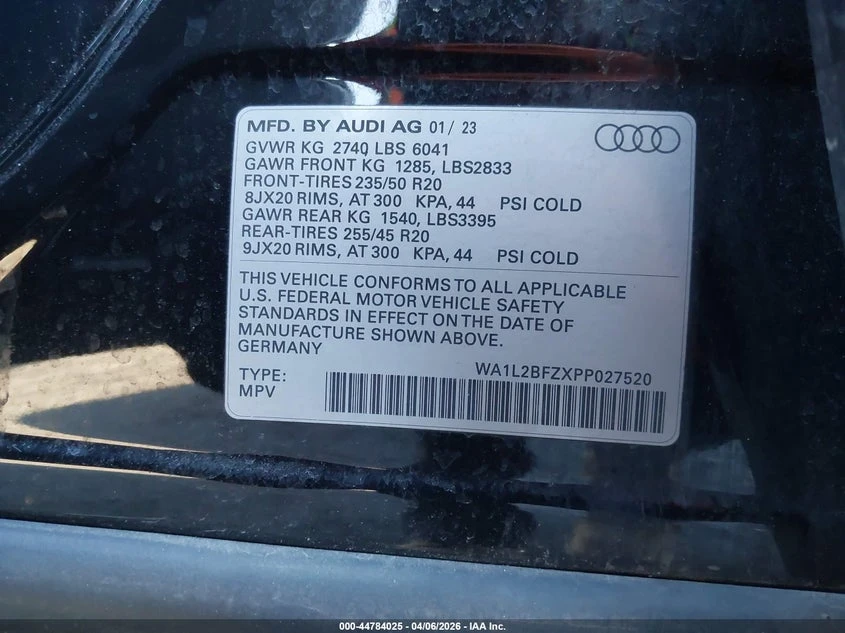 MFD. BY AUDI AG 01/ 23
GVWR KG 2740 LBS 6041
GAWR FRONT KG 1285, LBS2833
FRONT-TIRES 235/50 R20
8JX20 RIMS, AT 300 KPA, 44 PSI COLD
GAWR REAR KG 1540, LBS3395
REAR-TIRES 255/45 R20
9JX20 RIMS, AT 300 KPA, 44 PSI COLD
THIS VEHICLE CONFORMS TO ALL APPLICABLE
U.S. FEDERAL MOTOR VEHICLE SAFETY
STANDARDS IN EFFECT ON THE DATE OF
MANUFACTURE SHOWN ABOVE.
GERMANY
WA1L2BFZXPP027520
TYPE:
MPV
000-44784025 - 04/06/2026 - IAA Inc.